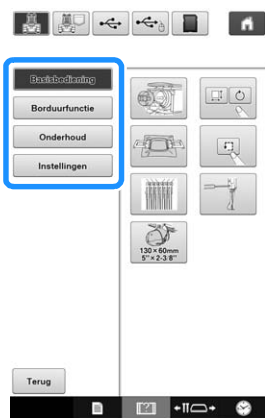 Basisbediening
Borduurfunctie
Onderhoud
Instellingen
130×60mm
5"×2-3/8"
Terug